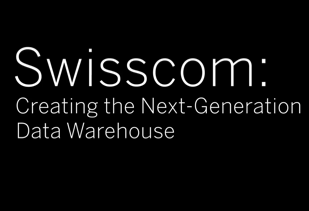 Swisscom:
Creating the Next-Generation
Data Warehouse